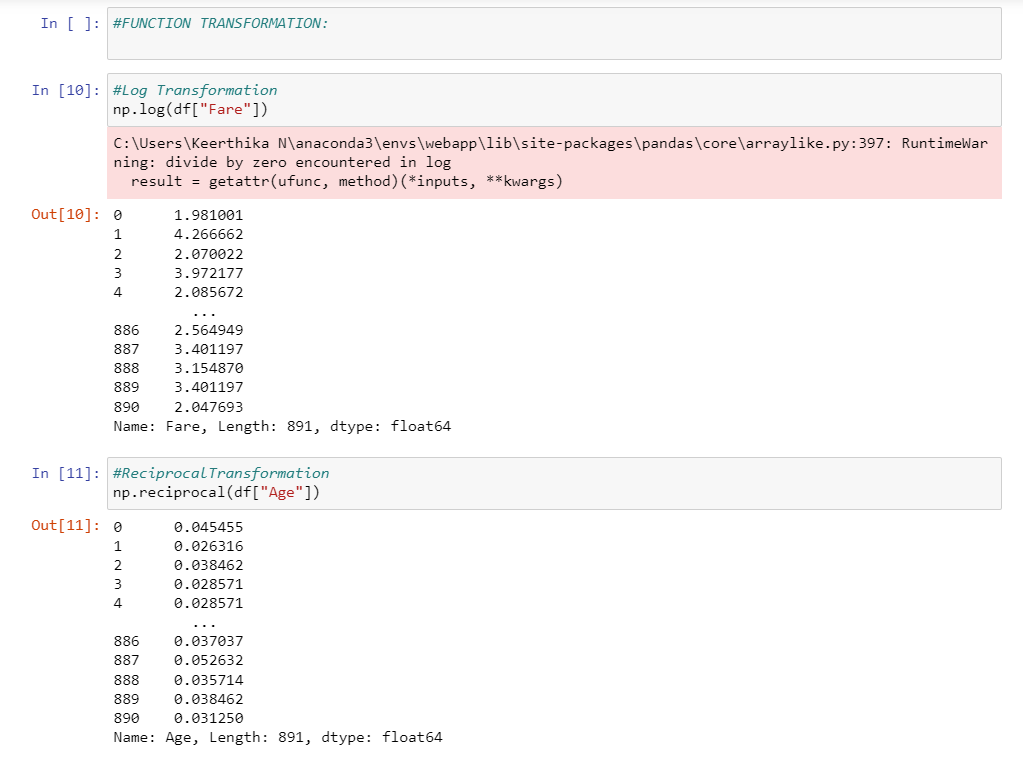 In [ ]: #FUNCTION TRANSFORMATION:
In [10]: #Log Transformation
np.log(df["Fare"])
C:\Users\Keerthika N\anaconda3\envs\webapp\lib\site-packages\pandas\core\arraylike.py:397: RuntimeWar
ning: divide by zero encountered in log
  result = getattr(ufunc, method)(*inputs, **kwargs)
Out[10]: 0      1.981001
1      4.266662
2      2.070022
3      3.972177
4      2.085672
         ...
886    2.564949
887    3.401197
888    3.154870
889    3.401197
890    2.047693
Name: Fare, Length: 891, dtype: float64
In [11]: #ReciprocalTransformation
np.reciprocal(df["Age"])
Out[11]: 0      0.045455
1      0.026316
2      0.038462
3      0.028571
4      0.028571
         ...
886    0.037037
887    0.052632
888    0.035714
889    0.038462
890    0.031250
Name: Age, Length: 891, dtype: float64